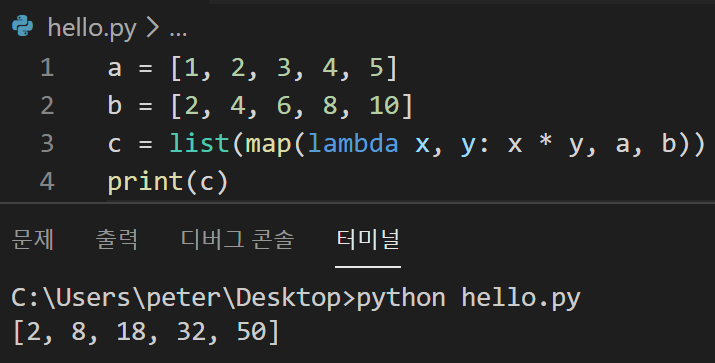 hello.py > ...
1 a = [1, 2, 3, 4, 5]
2 b = [2, 4, 6, 8, 10]
3 c = list(map(lambda x, y: x * y, a, b))
4 print(c)
문제 출력 디버그 콘솔 터미널
C:\Users\peter\Desktop>python hello.py
[2, 8, 18, 32, 50]